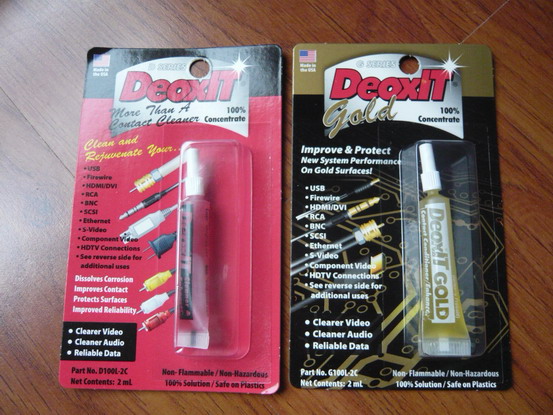 Made in
the USA
D SERIES
DeoxIT
More Than A
Contact Cleaner
100%
Concentrate
Clean and
Rejuvenate Your...
• USB
• Firewire
• HDMI/DVI
• RCA
• BNC
• SCSI
• Ethernet
• S-Video
• Component Video
• HDTV Connections
• See reverse side for
additional uses
Dissolves Corrosion
Improves Contact
Protects Surfaces
Improved Reliability
• Clearer Video
• Cleaner Audio
• Reliable Data
Part No. D100L-2C
Net Contents: 2 mL
Non- Flammable / Non-Hazardous
100% Solution / Safe on Plastics
Made in
the USA
G SERIES
DeoxIT
Gold
100%
Concentrate
Improve & Protect
New System Performance
On Gold Surfaces!
• USB
• Firewire
• HDMI/DVI
• RCA
• BNC
• SCSI
• Ethernet
• S-Video
• Component Video
• HDTV Connections
• See reverse side for
additional uses
DeoxIT GOLD
Contact Conditioner/Enhancer
• Clearer Video
• Cleaner Audio
• Reliable Data
Part No. G100L-2C
Net Contents: 2 mL
Non- Flammable / Non-Hazardous
100% Solution / Safe on Plastics